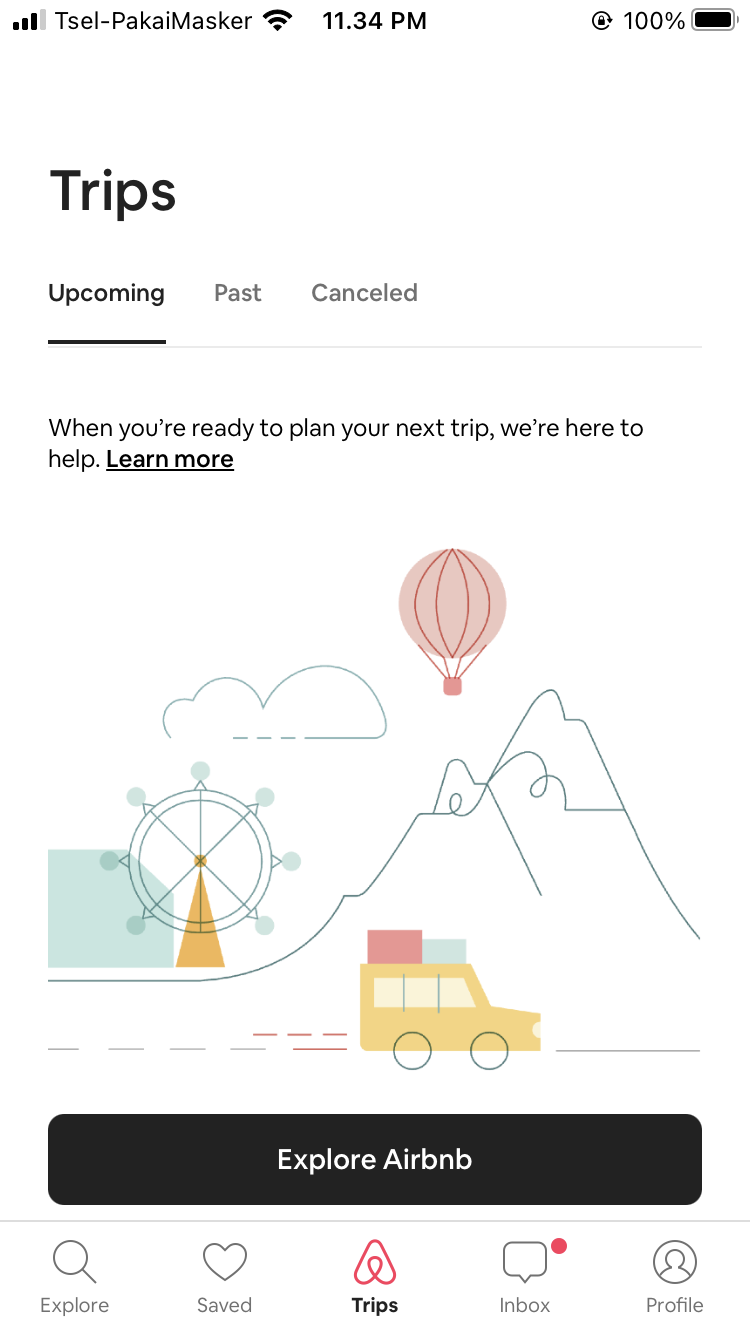 Tsel-PakaiMasker 11.34 PM 100%
Trips
Upcoming Past Canceled
When you’re ready to plan your next trip, we’re here to
help. Learn more
Explore Airbnb
Explore Saved Trips Inbox Profile